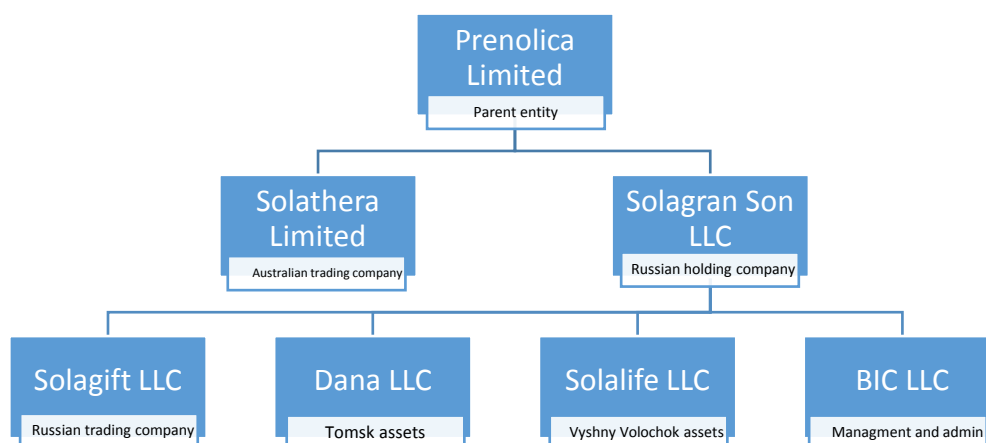 Prenolica
Limited
Parent entity
Solathera
Limited
Australian trading company
Solagran Son
LLC
Russian holding company
Solagift LLC
Russian trading company
Dana LLC
Tomsk assets
Solalife LLC
Vyshny Volochok assets
BIC LLC
Managment and admin